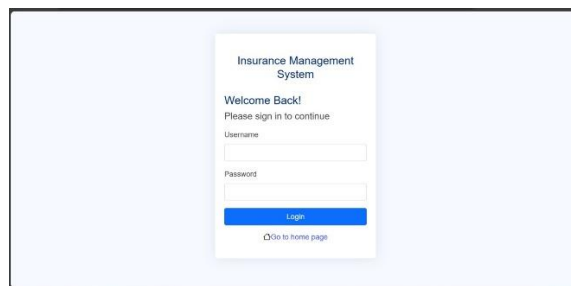 Insurance Management
System
Welcome Back!
Please sign in to continue
Username
Password
Login
Go to home page